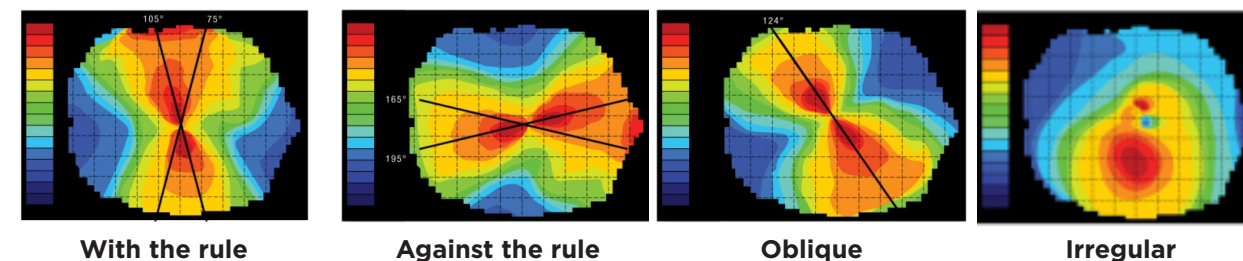 105° 75°
With the rule
165°
195°
Against the rule
124°
Oblique
Irregular